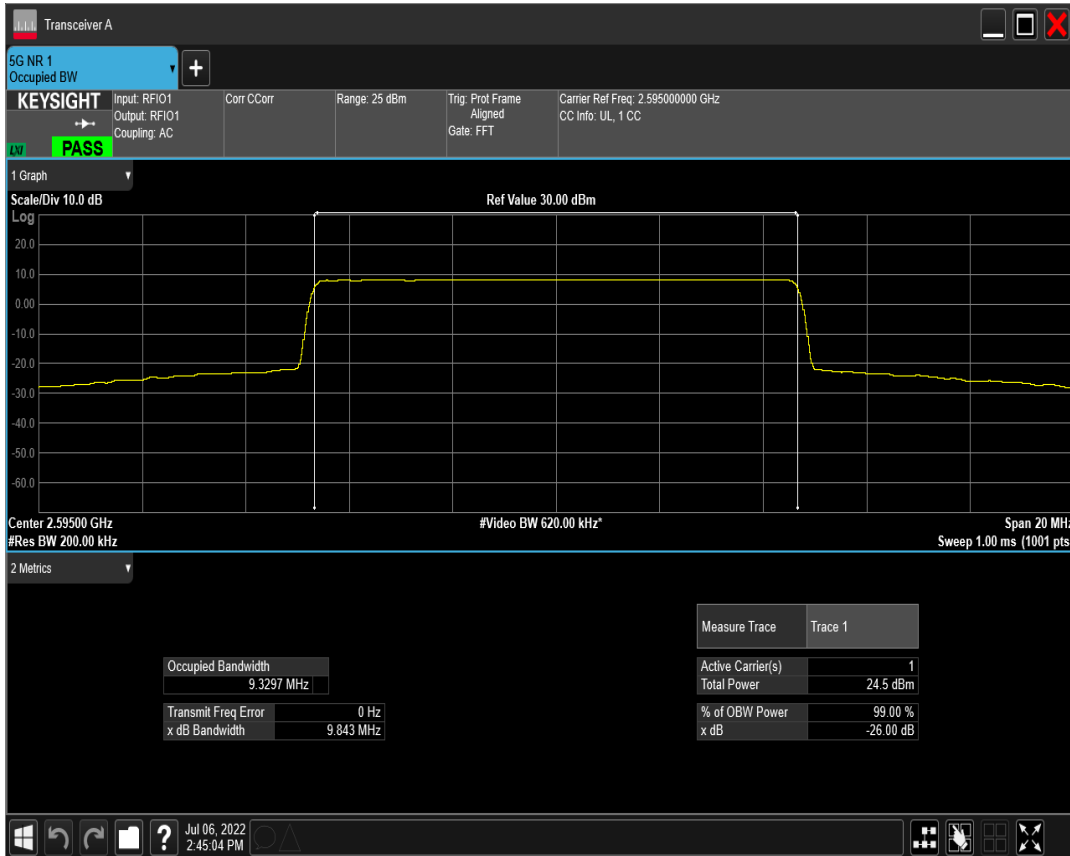 Transceiver A
5G NR 1
Occupied BW
KEYSIGHT
Input: RFIO1
Output: RFIO1
Coupling: AC
Corr CCorr
Range: 25 dBm
Trig: Prot Frame
Aligned
Gate: FFT
Carrier Ref Freq: 2.595000000 GHz
CC Info: UL, 1 CC
LXI
PASS
1 Graph
Scale/Div 10.0 dB
Ref Value 30.00 dBm
Log
20.0
10.0
0.00
-10.0
-20.0
-30.0
-40.0
-50.0
-60.0
Center 2.59500 GHz
#Video BW 620.00 kHz*
Span 20 MHz
#Res BW 200.00 kHz
Sweep 1.00 ms (1001 pts
2 Metrics
Measure Trace Trace 1
Occupied Bandwidth
9.3297 MHz
Active Carrier(s) 1
Total Power 24.5 dBm
Transmit Freq Error 0 Hz
x dB Bandwidth 9.843 MHz
% of OBW Power 99.00 %
x dB -26.00 dB
?
Jul 06, 2022
2:45:04 PM